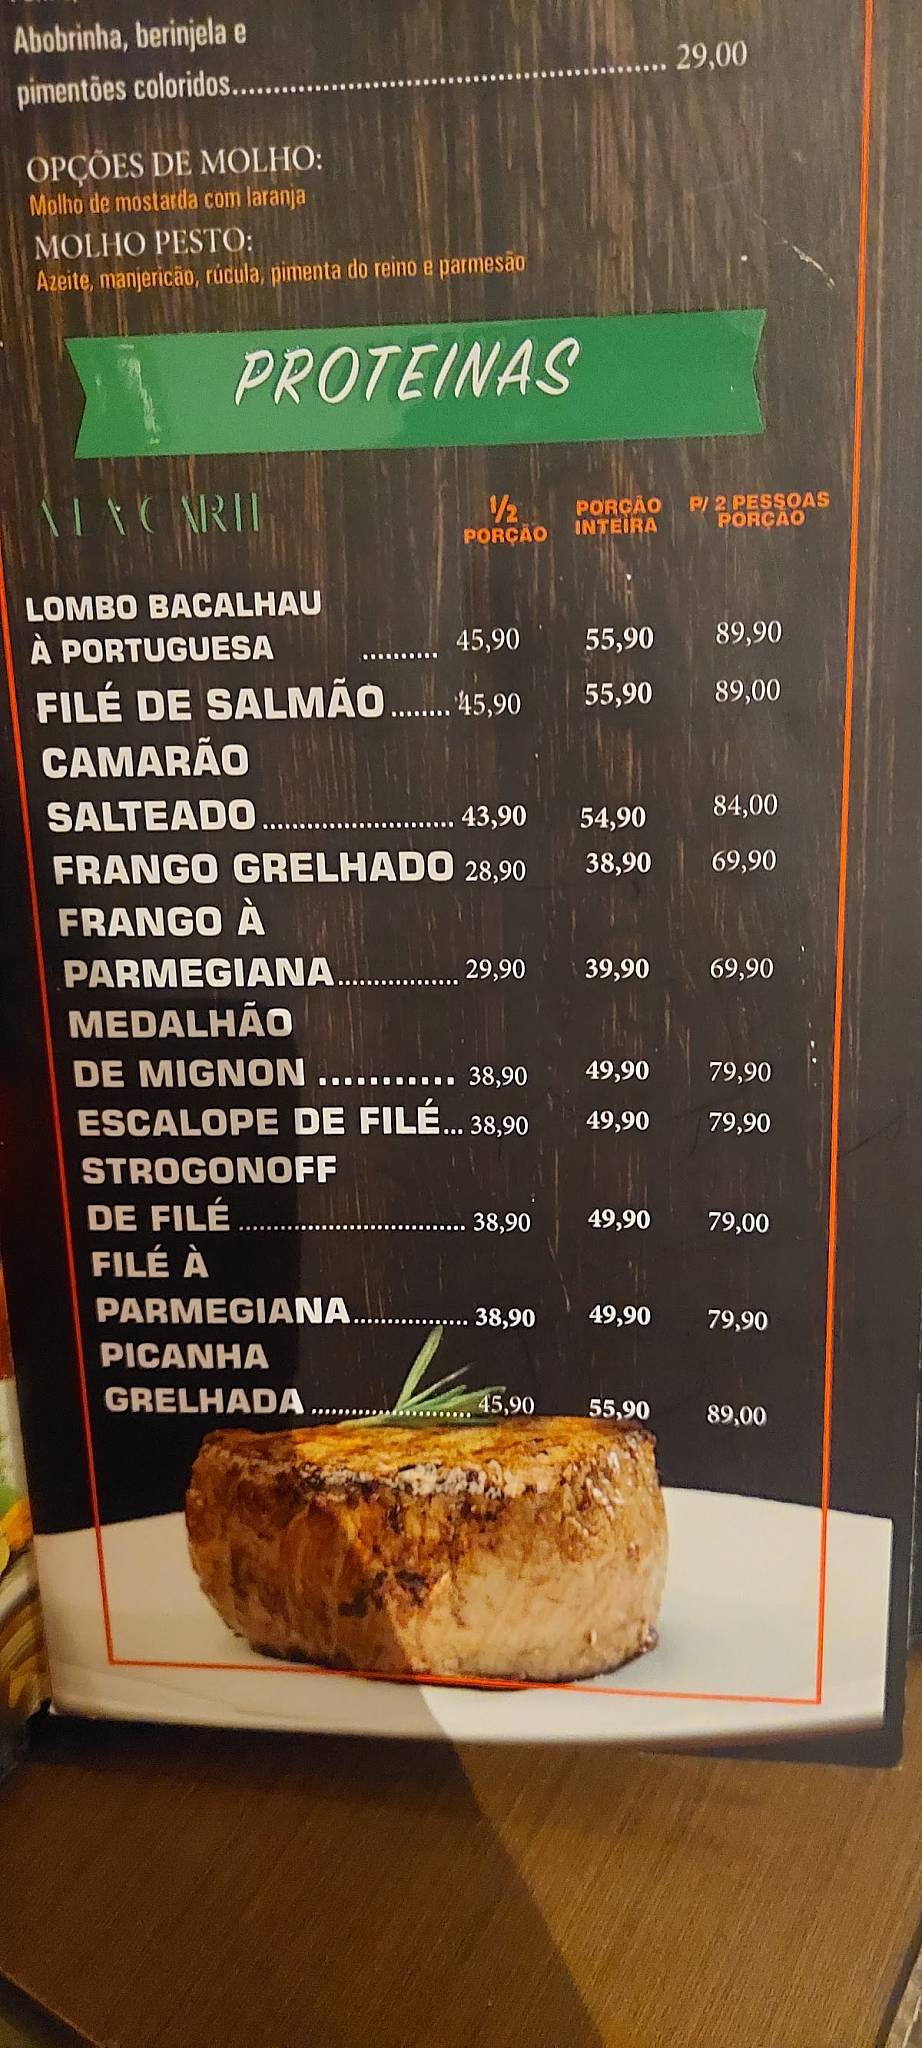 Abobrinha, berinjela e
pimentões coloridos.......................................................... 29,00
OPÇÕES DE MOLHO:
Molho de mostarda com laranja
MOLHO PESTO:
Azeite, manjericão, rúcula, pimenta do reino e parmesão
PROTEINAS
1/2 PORÇÃO PORÇÃO INTEIRA P/ 2 PESSOAS PORÇÃO
LOMBO BACALHAU
À PORTUGUESA .......... 45,90 55,90 89,90
FILÉ DE SALMÃO........ 45,90 55,90 89,00
CAMARÃO
SALTEADO.......................... 43,90 54,90 84,00
FRANGO GRELHADO 28,90 38,90 69,90
FRANGO À
PARMEGIANA................ 29,90 39,90 69,90
MEDALHÃO
DE MIGNON ............ 38,90 49,90 79,90
ESCALOPE DE FILÉ... 38,90 49,90 79,90
STROGONOFF
DE FILÉ................................. 38,90 49,90 79,00
FILÉ À
PARMEGIANA................ 38,90 49,90 79,90
PICANHA
GRELHADA....................... 45,90 55,90 89,00